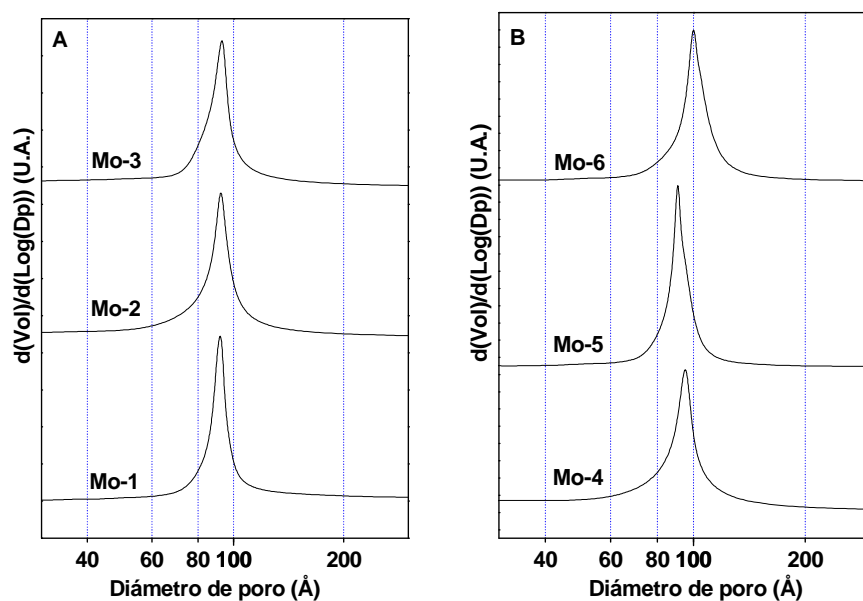 A
d(Vol)/d(Log(Dp)) (U.A.)
Mo-3
Mo-2
Mo-1
40 60 80 100 200
Diámetro de poro (Å)
B
d(Vol)/d(Log(Dp)) (U.A.)
Mo-6
Mo-5
Mo-4
40 60 80 100 200
Diámetro de poro (Å)